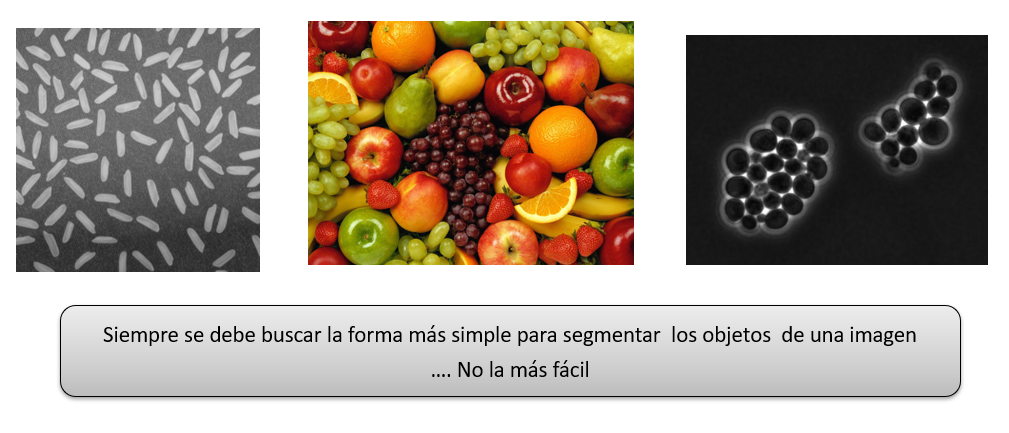 Siempre se debe buscar la forma más simple para segmentar los objetos de una imagen
…. No la más fácil